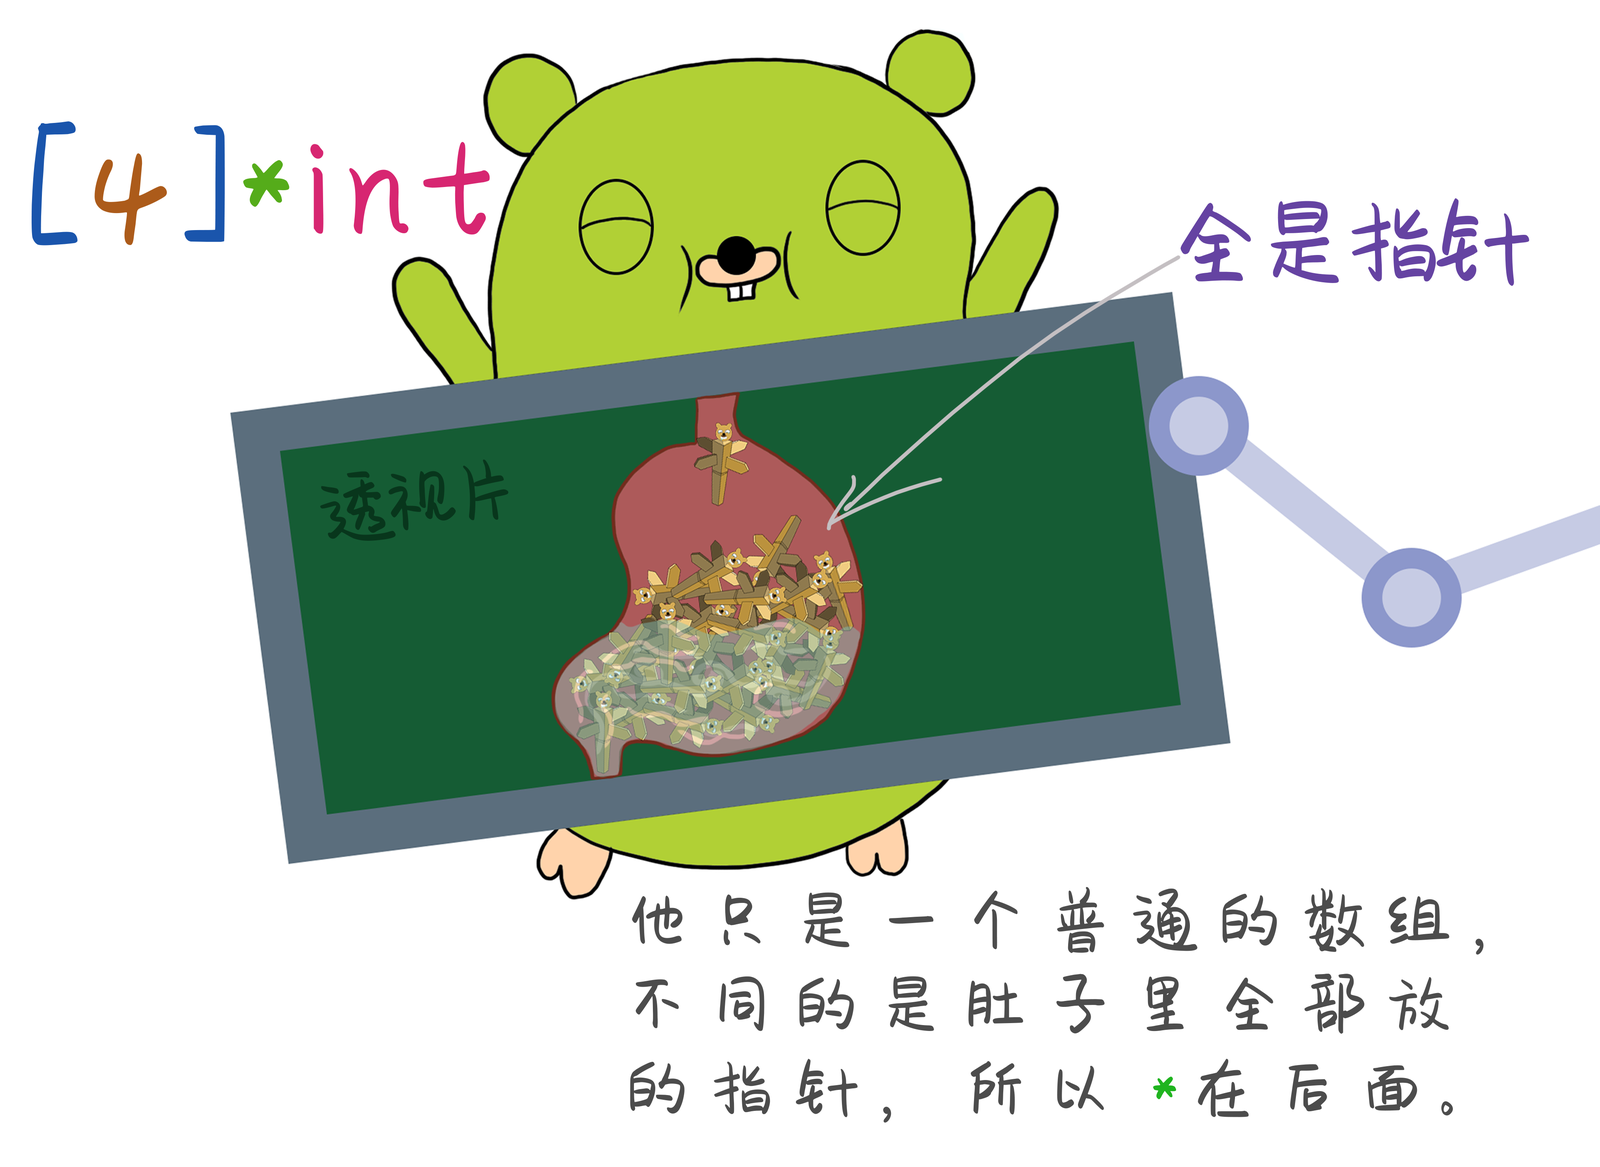 [4]*int
全是指针
透视片
他只是一个普通的数组,
不同的是肚子里全部放
的指针, 所以 *在后面。